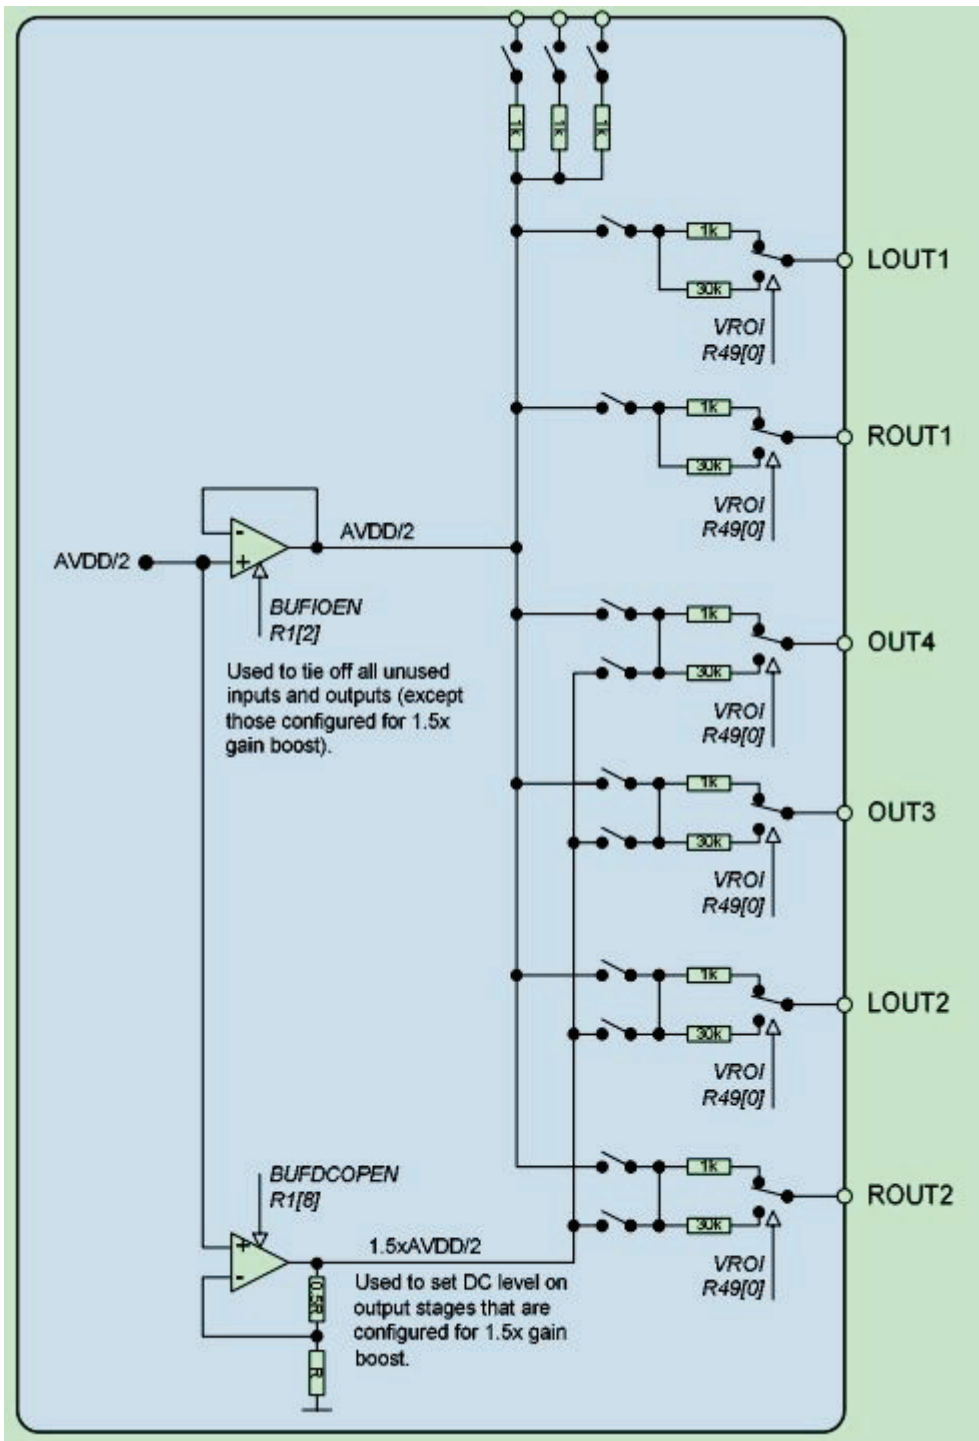 1k 1k 1k
1k
LOUT1
30k
VROI
R49[0]
1k
ROUT1
30k
VROI
R49[0]
AVDD/2
-
+
AVDD/2
BUFIOEN
R1[2]
Used to tie off all unused
inputs and outputs (except
those configured for 1.5x
gain boost).
1k
OUT4
30k
VROI
R49[0]
1k
OUT3
30k
VROI
R49[0]
1k
LOUT2
30k
VROI
R49[0]
1k
ROUT2
30k
VROI
R49[0]
BUFDCOPEN
R1[8]
+
-
1.5xAVDD/2
0.5R
R
Used to set DC level on
output stages that are
configured for 1.5x gain
boost.